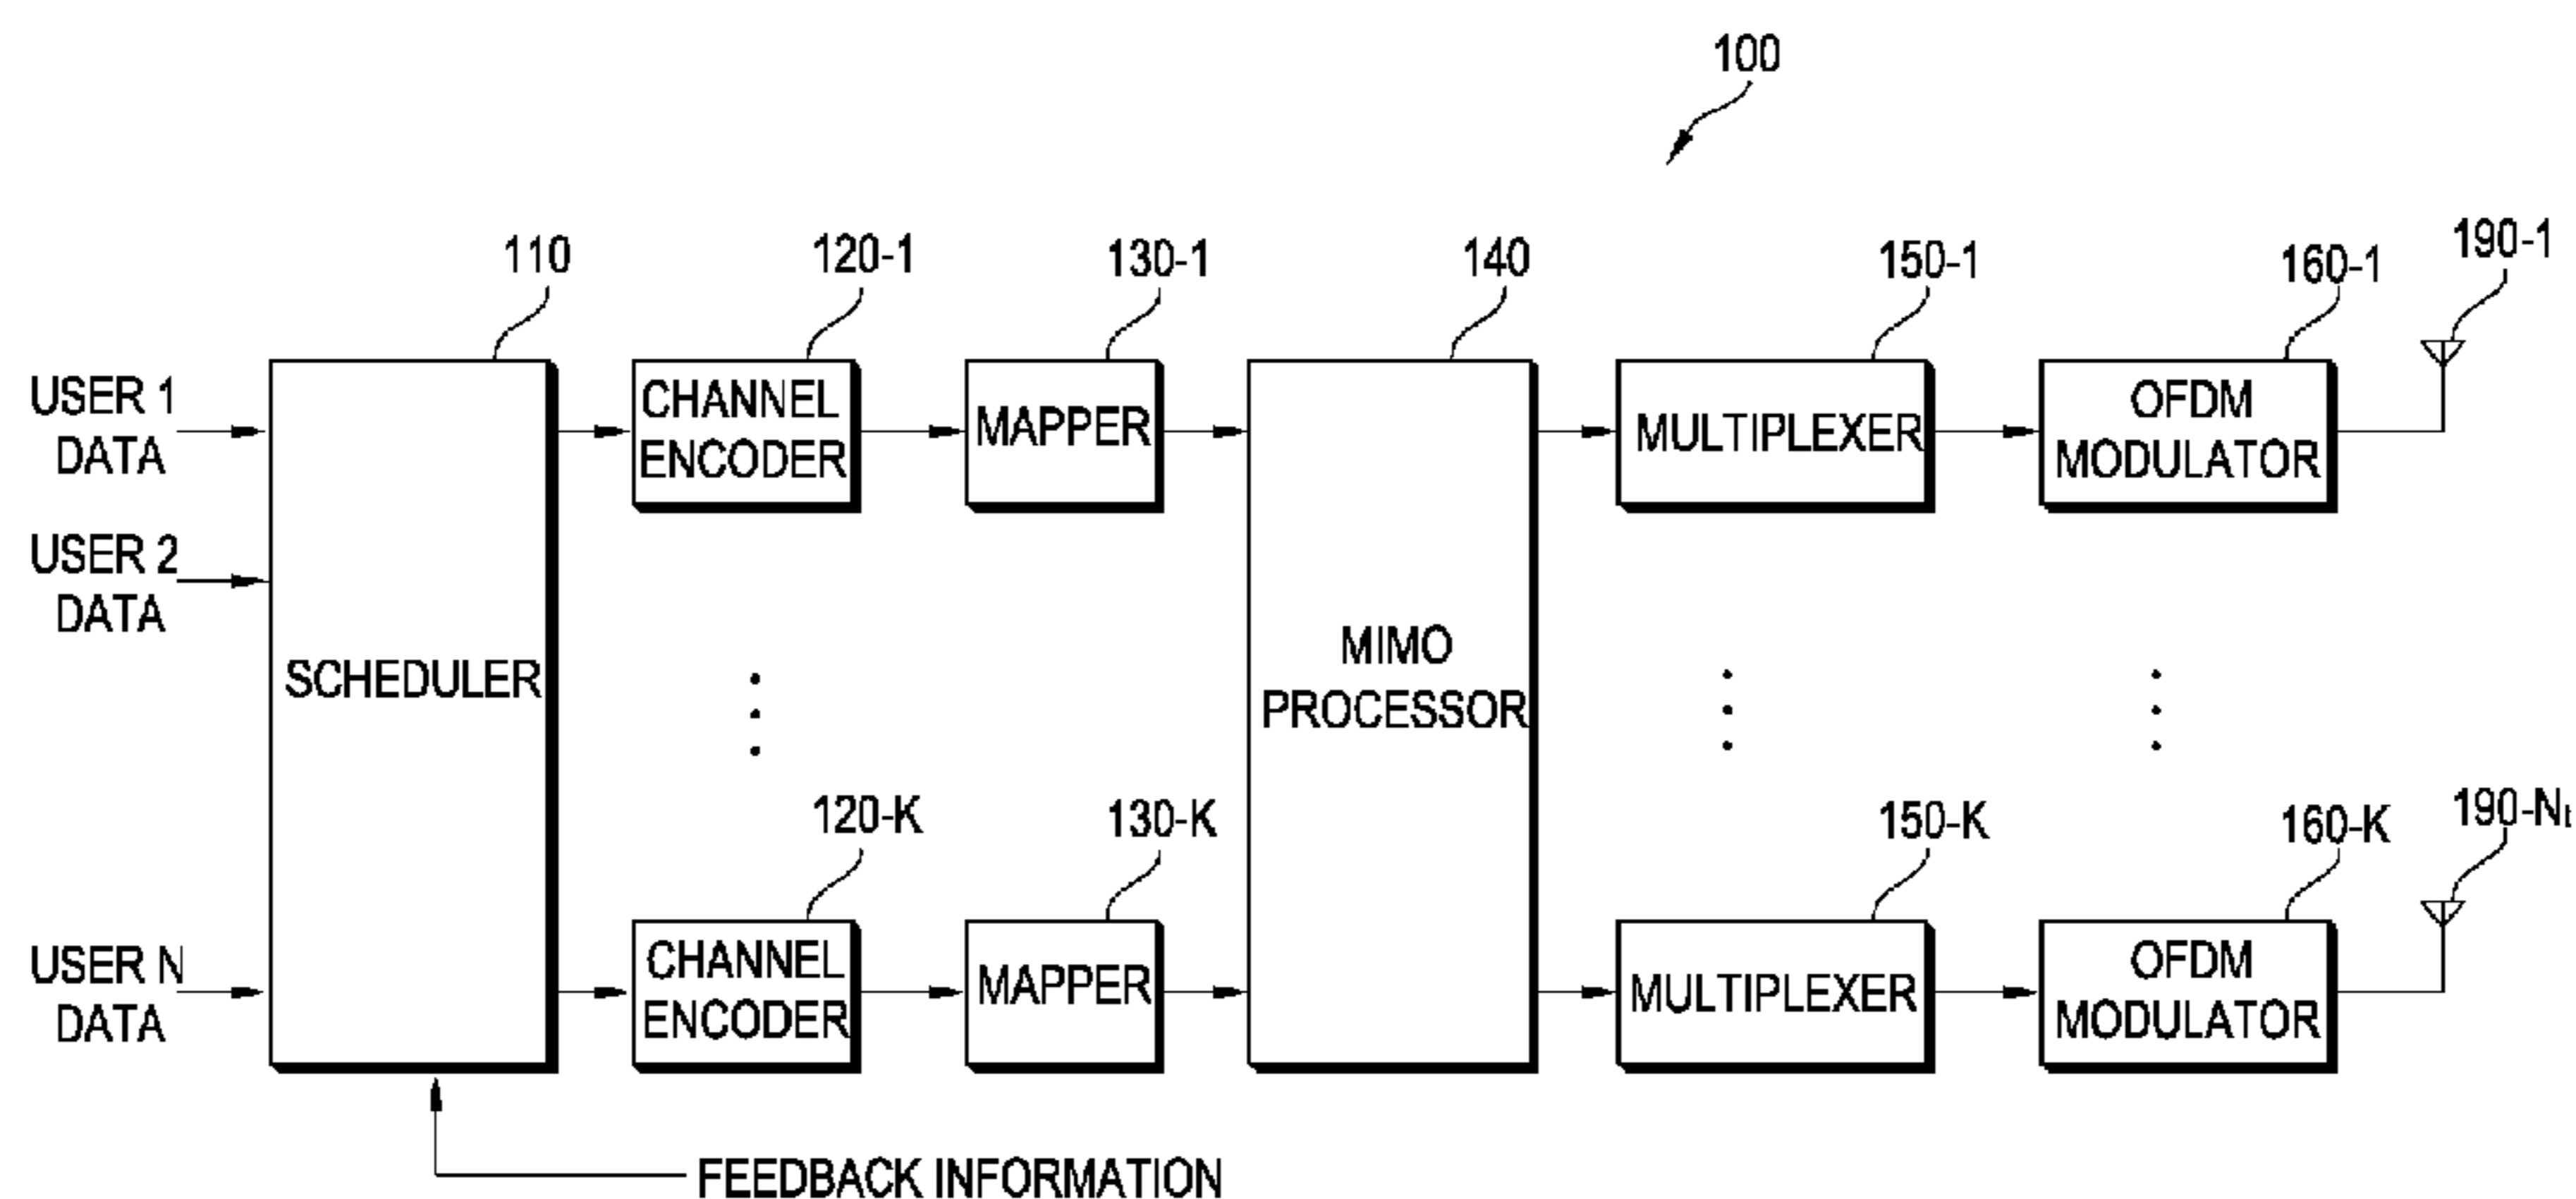 100
110
120-1
130-1
140
150-1
160-1
190-1
USER 1
DATA
CHANNEL
ENCODER
MAPPER
MULTIPLEXER
OFDM
MODULATOR
USER 2
DATA
SCHEDULER
MIMO
PROCESSOR
120-K
130-K
150-K
160-K
190-Nt
USER N
DATA
CHANNEL
ENCODER
MAPPER
MULTIPLEXER
OFDM
MODULATOR
FEEDBACK INFORMATION